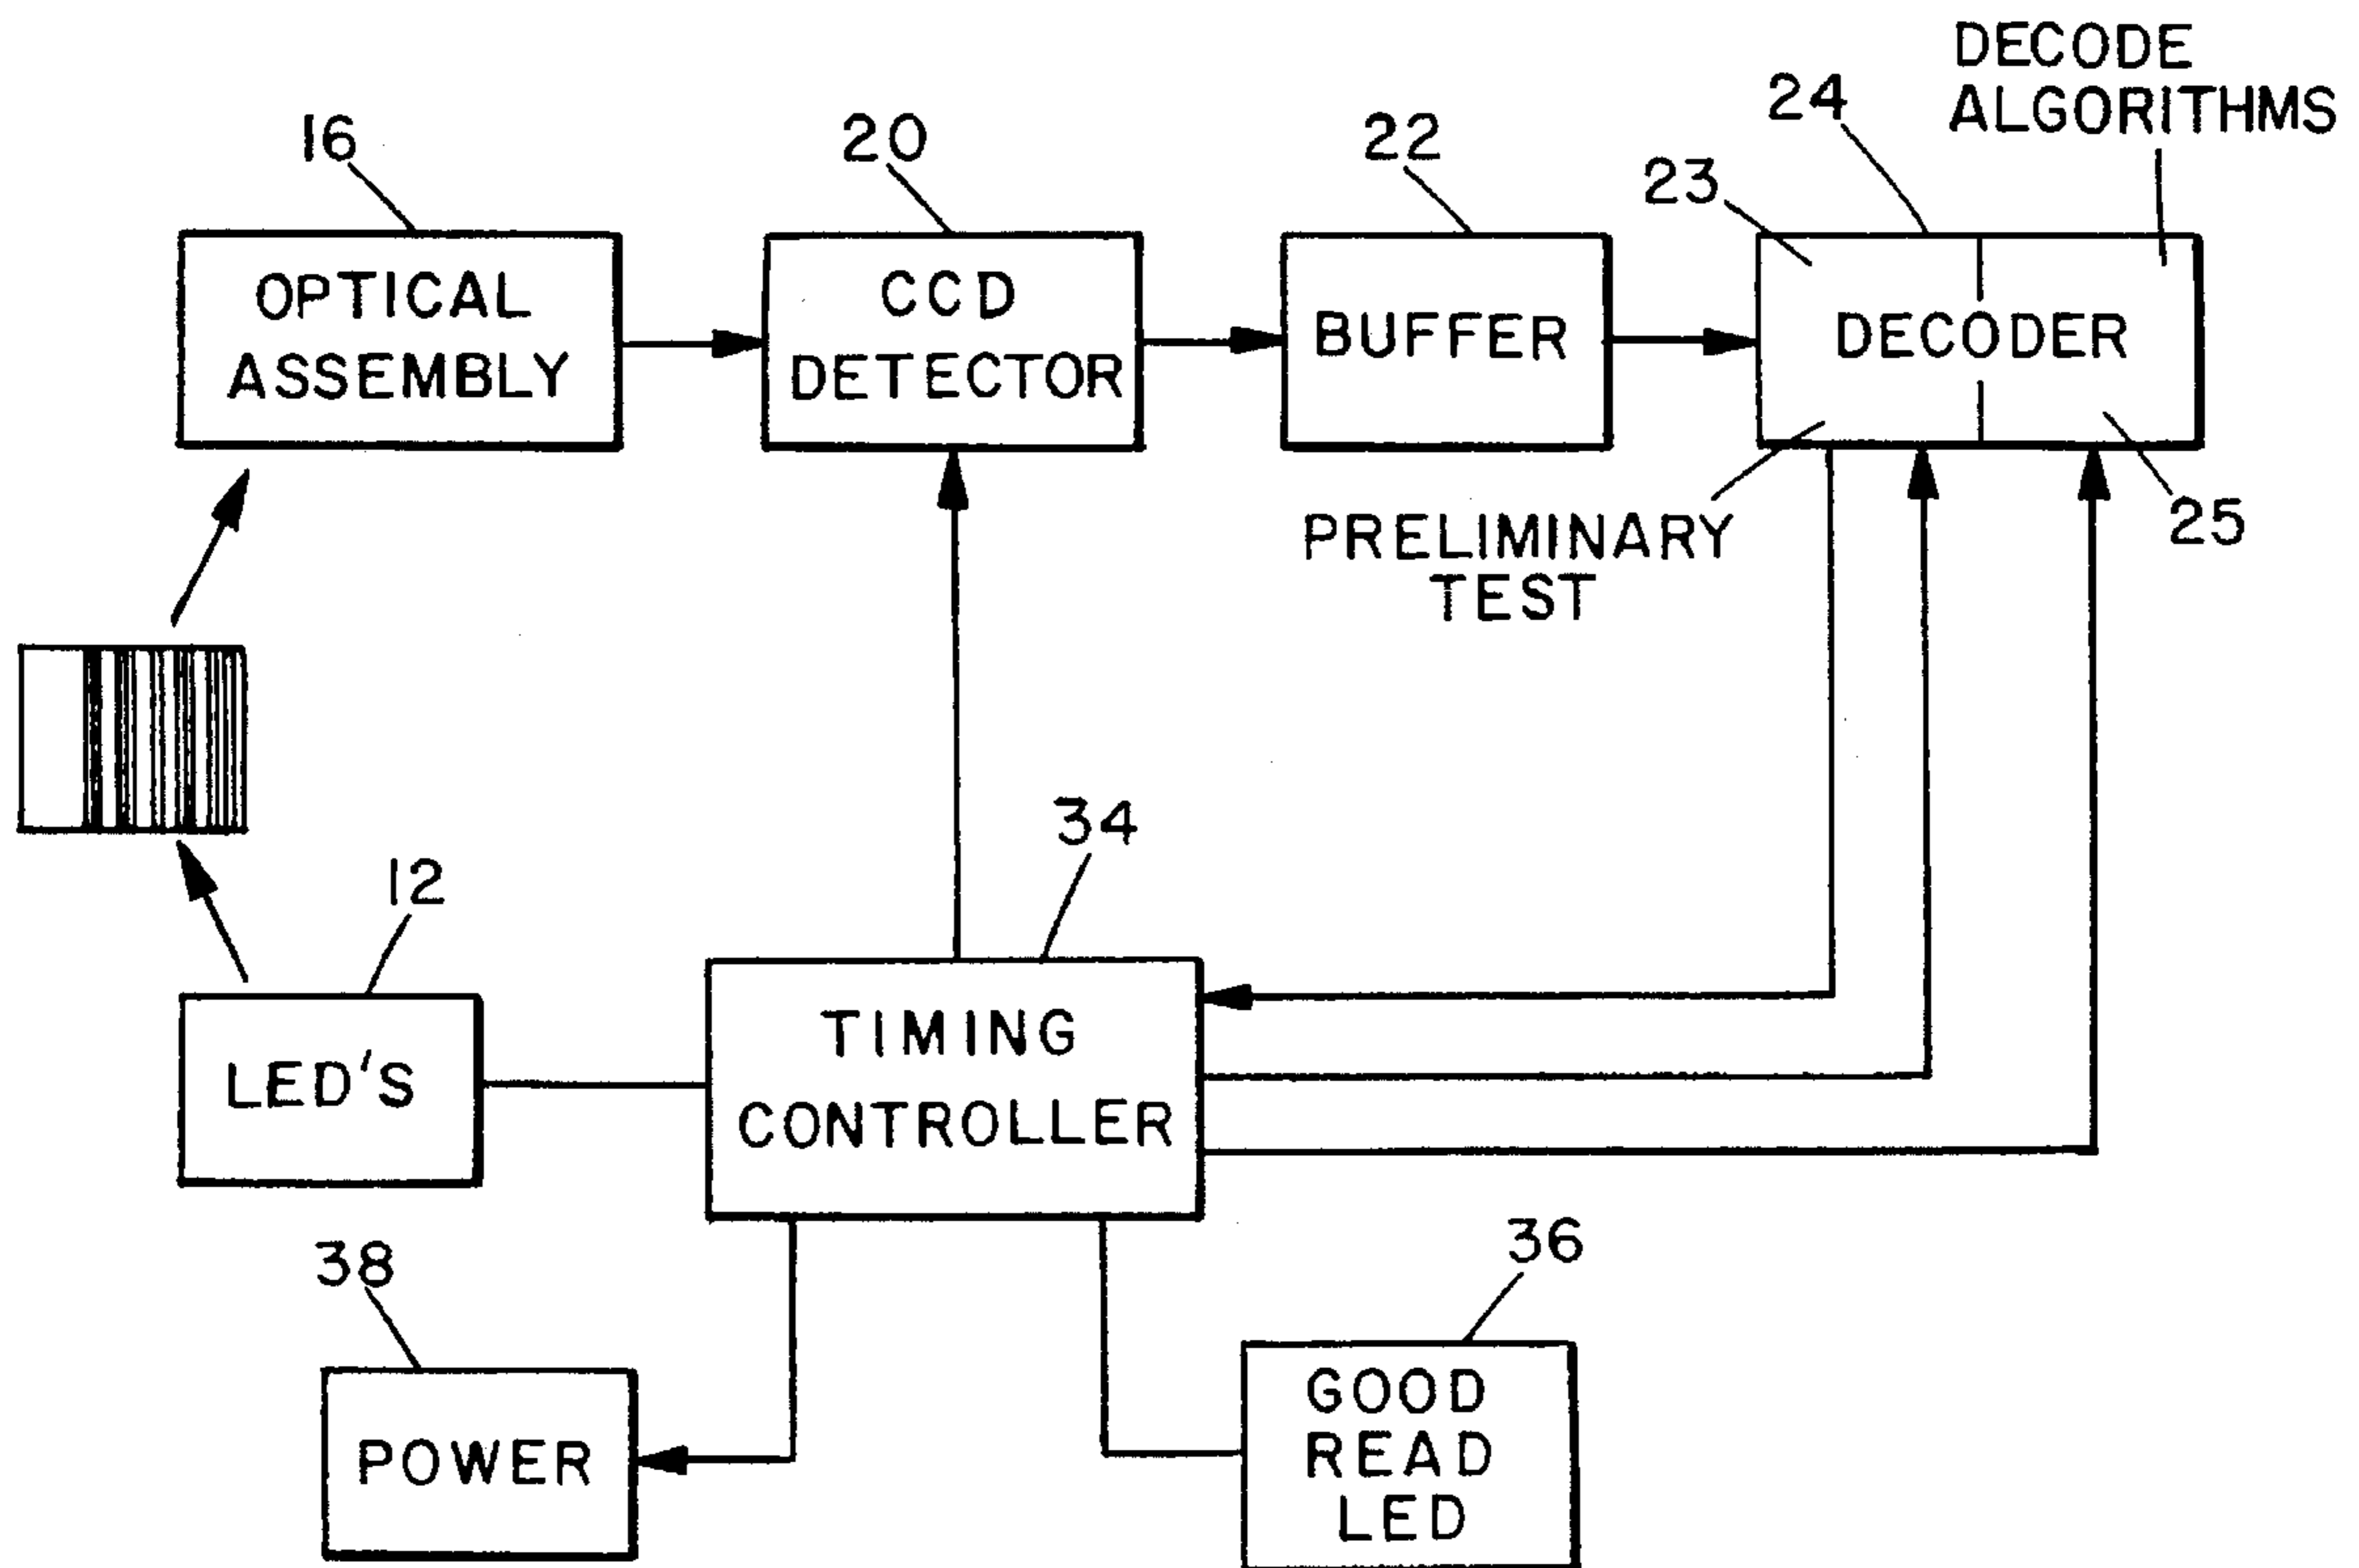 DECODE
ALGORITHMS
16
20
22
23
24
OPTICAL
ASSEMBLY
CCD
DETECTOR
BUFFER
DECODER
PRELIMINARY
TEST
25
34
12
LED'S
TIMING
CONTROLLER
38
36
POWER
GOOD
READ
LED